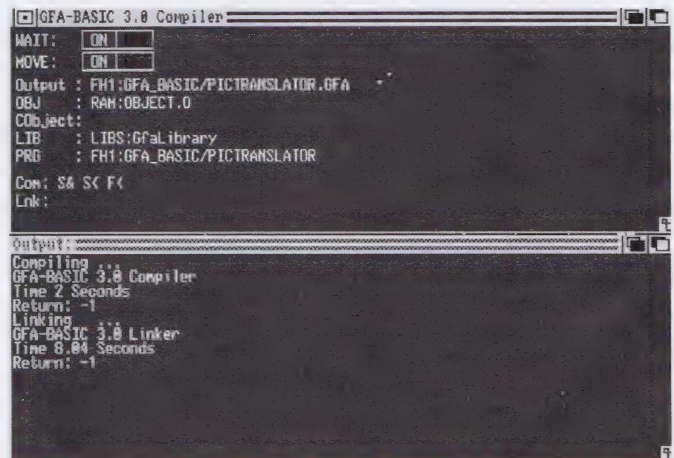 GFA-BASIC 3.0 Compiler
WAIT: ON
MOVE: ON
Output : FH1:GFA_BASIC/PICTRANSLATOR.GFA
OBJ : RAM:OBJECT.O
CObject:
LIB : LIBS:GfaLibrary
PRG : FH1:GFA_BASIC/PICTRANSLATOR
Com: S& S< F<
Lnk:
Output:
Compiling ...
GFA-BASIC 3.0 Compiler
Time 2 Seconds
Return: -1
Linking ...
GFA-BASIC 3.0 Linker
Time 8.04 Seconds
Return: -1